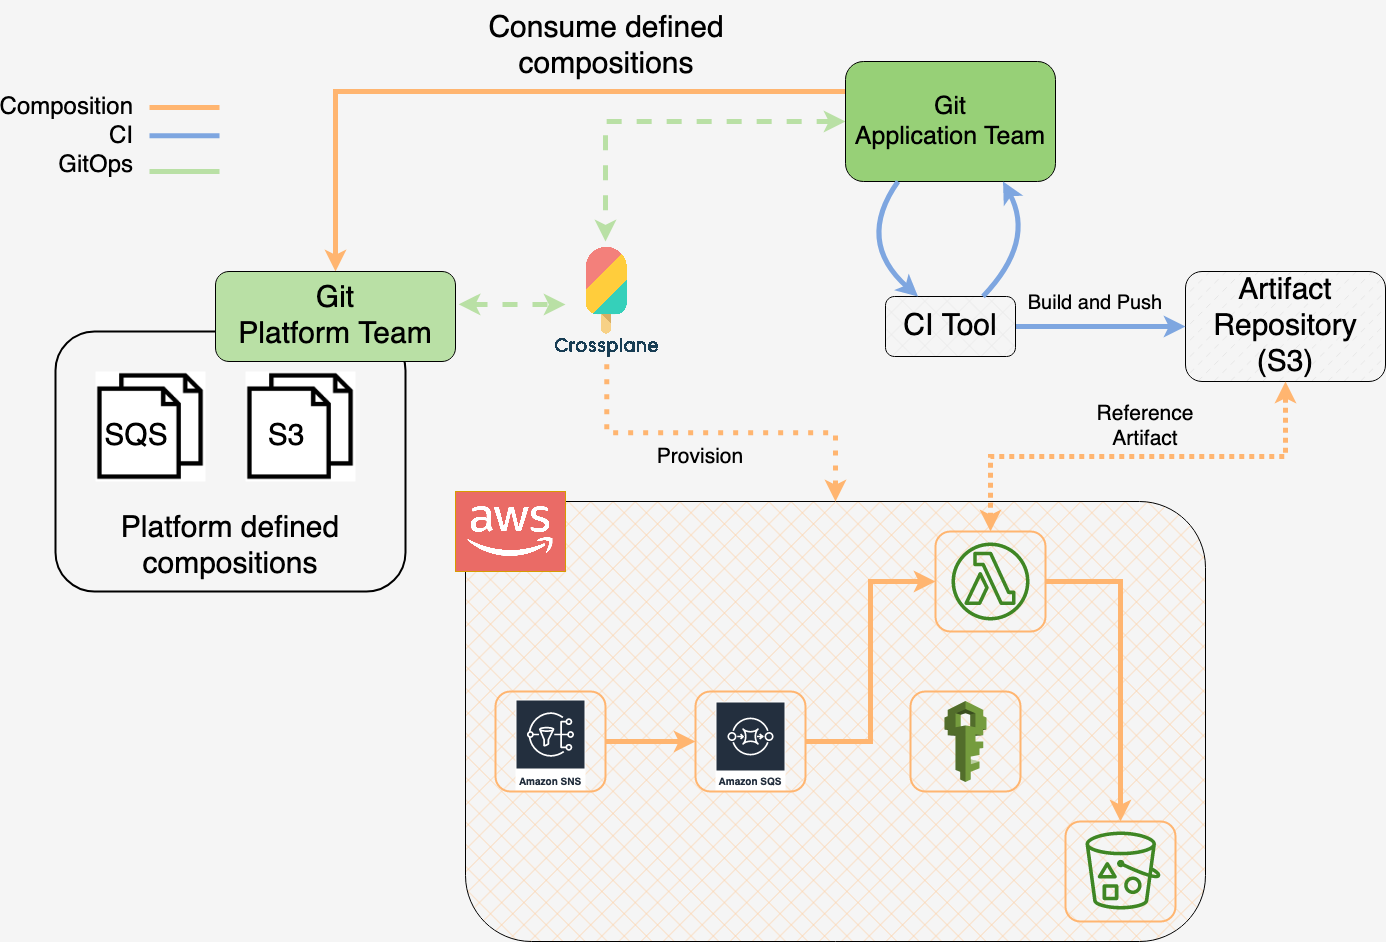 Consume defined
compositions
Composition
CI
GitOps
Git
Application Team
Git
Platform Team
Crossplane
CI Tool
Build and Push
Artifact
Repository
(S3)
SQS
S3
Platform defined
compositions
Provision
Reference
Artifact
aws
Amazon SNS
Amazon SQS